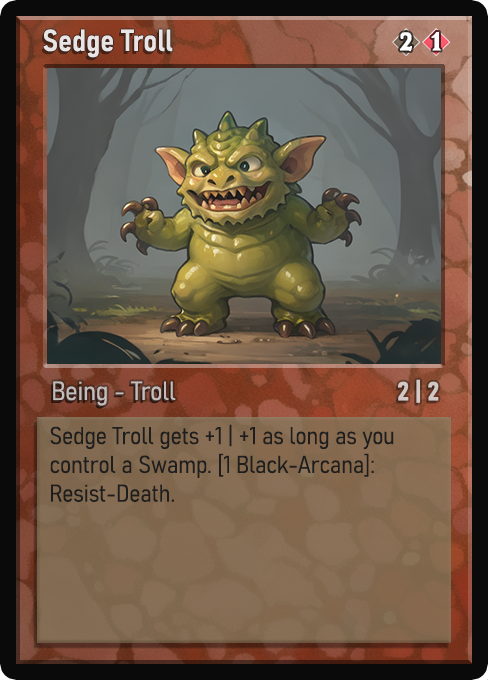 Sedge Troll 2 1
Being - Troll 2 | 2
Sedge Troll gets +1 | +1 as long as you
control a Swamp. [1 Black-Arcana]:
Resist-Death.